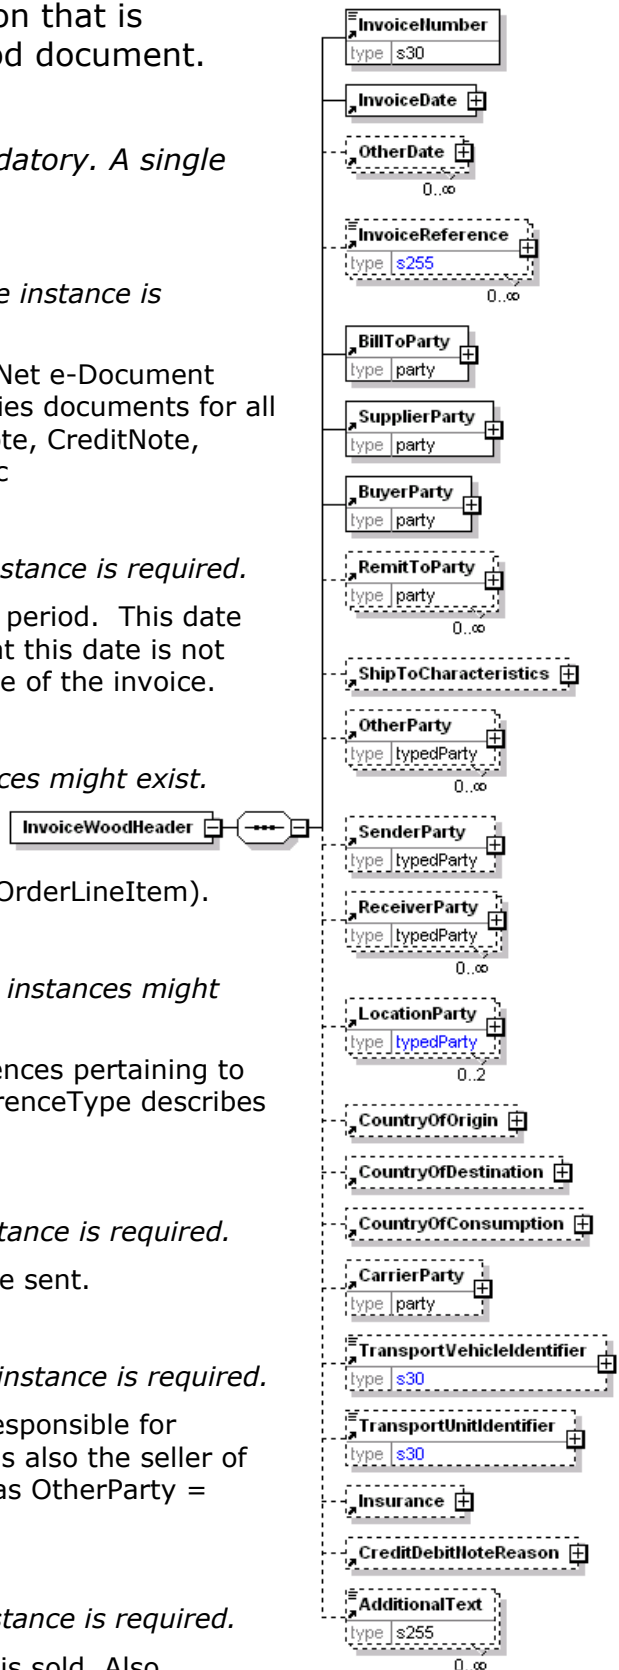 on that is
od document.
datory. A single
e instance is
Net e-Document
ies documents for all
te, CreditNote,
c
stance is required.
period. This date
at this date is not
e of the invoice.
ces might exist.
OrderLineItem).
instances might
ences pertaining to
renceType describes
tance is required.
e sent.
instance is required.
esponsible for
s also the seller of
as OtherParty =
stance is required.
is sold. Also
InvoiceWoodHeader
InvoiceNumber
type s30
InvoiceDate
OtherDate
0..∞
InvoiceReference
type s255
0..∞
BillToParty
type party
SupplierParty
type party
BuyerParty
type party
RemitToParty
type party
0..∞
ShipToCharacteristics
OtherParty
type typedParty
0..∞
SenderParty
type typedParty
ReceiverParty
type typedParty
0..∞
LocationParty
type typedParty
0..2
CountryOfOrigin
CountryOfDestination
CountryOfConsumption
CarrierParty
type party
TransportVehicleIdentifier
type s30
TransportUnitIdentifier
type s30
Insurance
CreditDebitNoteReason
AdditionalText
type s255
0..∞